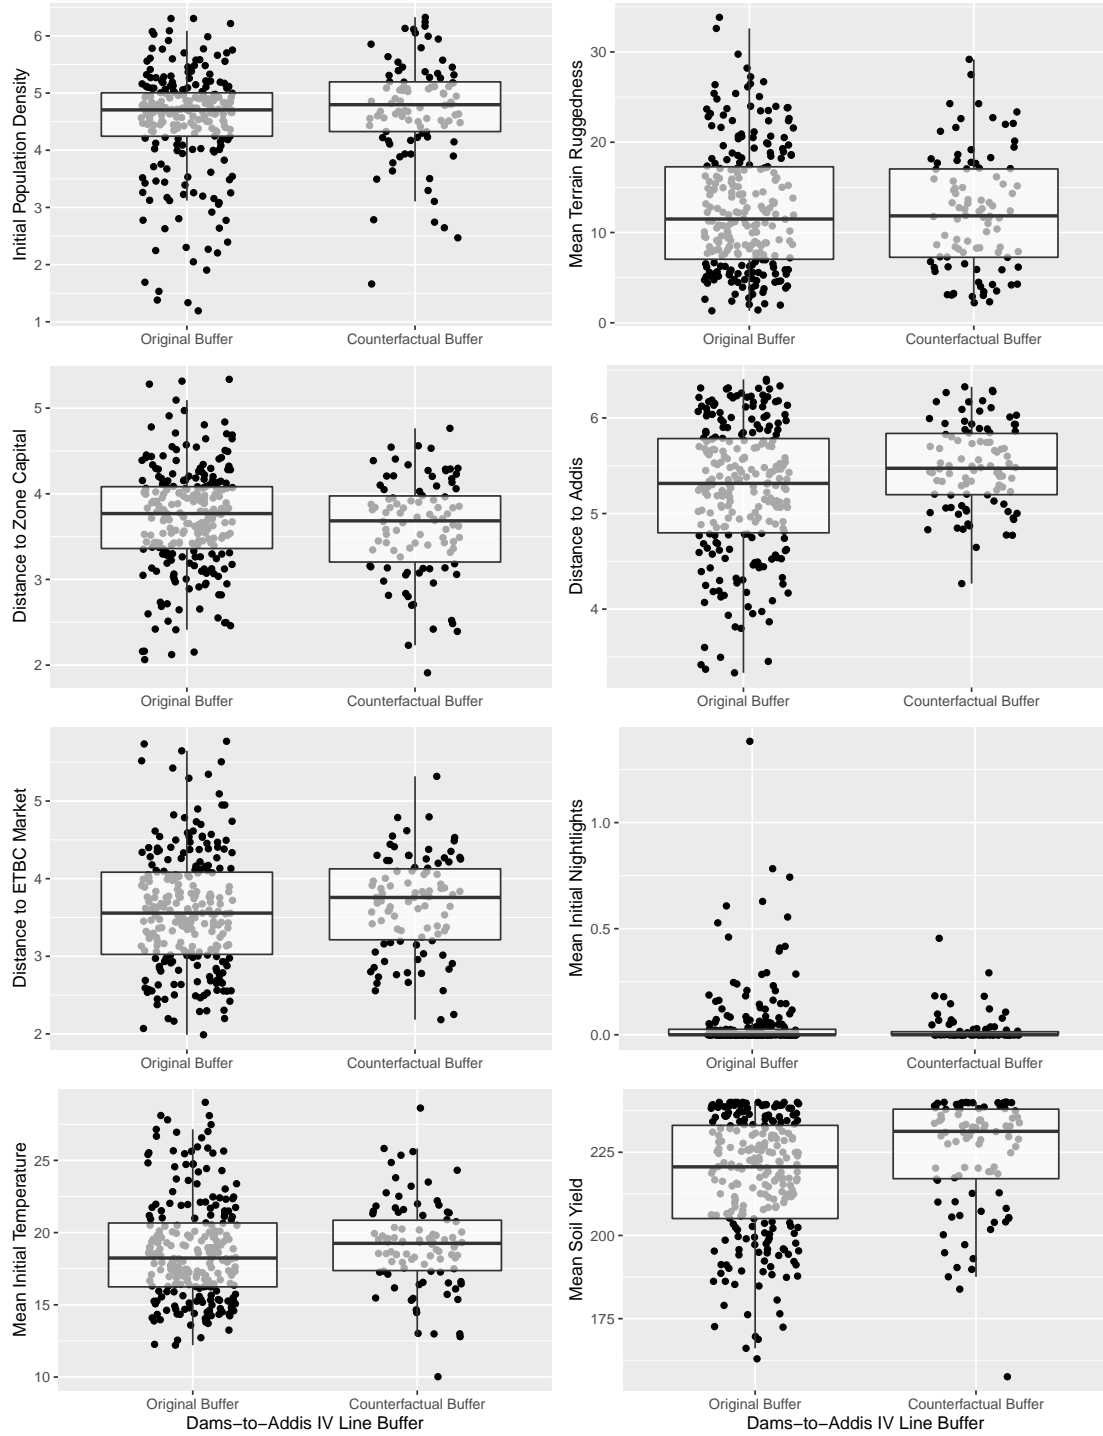 Initial Population Density
6
5
4
3
2
1
Original Buffer
Counterfactual Buffer
Mean Terrain Ruggedness
30
20
10
0
Original Buffer
Counterfactual Buffer
Distance to Zone Capital
5
4
3
2
Original Buffer
Counterfactual Buffer
Distance to Addis
6
5
4
Original Buffer
Counterfactual Buffer
Distance to ETBC Market
5
4
3
2
Original Buffer
Counterfactual Buffer
Mean Initial Nightlights
1.0
0.5
0.0
Original Buffer
Counterfactual Buffer
Mean Initial Temperature
25
20
15
10
Original Buffer
Counterfactual Buffer
Dams−to−Addis IV Line Buffer
Mean Soil Yield
225
200
175
Original Buffer
Counterfactual Buffer
Dams−to−Addis IV Line Buffer